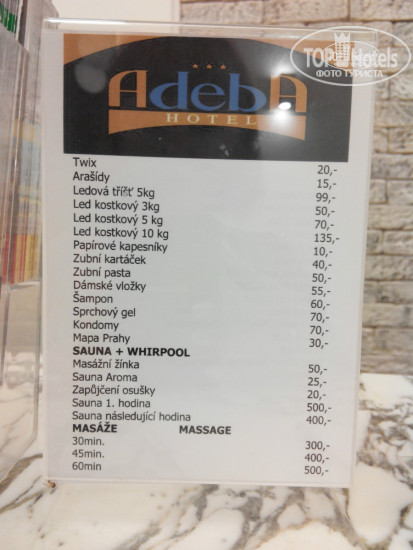 TOP Hotels
ФОТО ТУРИСТА
AdebA
HOTEL
Twix 20,-
Arašídy 15,-
Ledová tříšť 5kg 99,-
Led kostkový 3kg 50,-
Led kostkový 5 kg 70,-
Led kostkový 10 kg 135,-
Papírové kapesníky 10,-
Zubní kartáček 40,-
Zubní pasta 50,-
Dámské vložky 55,-
Šampon 60,-
Sprchový gel 70,-
Kondomy 70,-
Mapa Prahy 30,-
SAUNA + WHIRPOOL
Masážní žínka 50,-
Sauna Aroma 25,-
Zapůjčení osušky 20,-
Sauna 1. hodina 500,-
Sauna následující hodina 400,-
MASÁŽE MASSAGE
30min. 300,-
45min. 400,-
60min 500,-